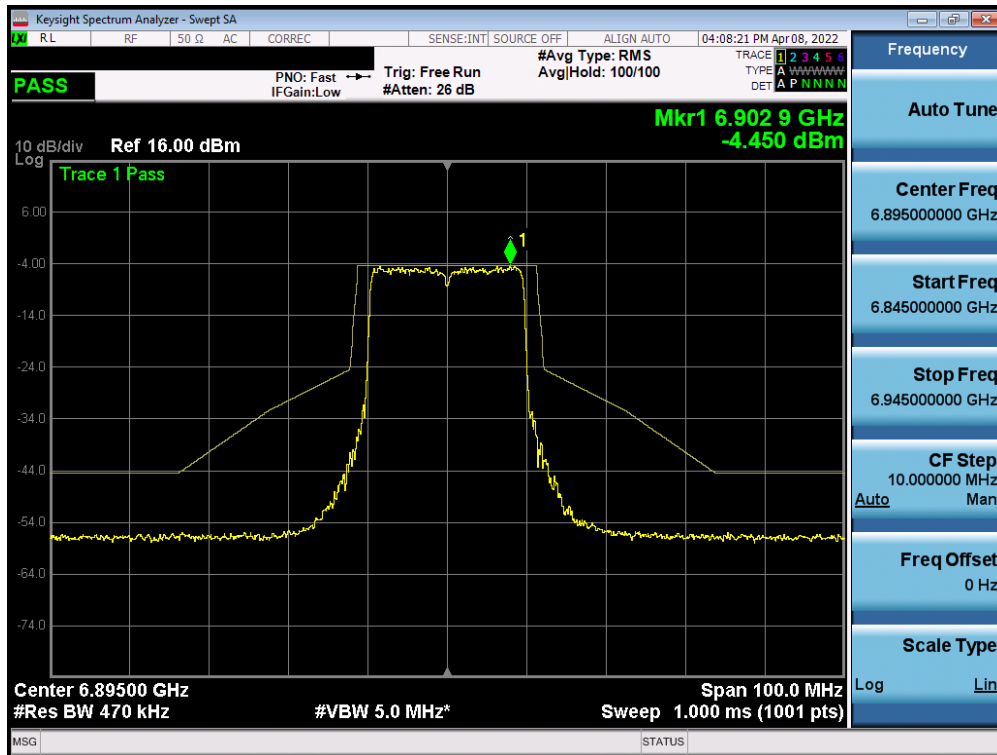 Keysight Spectrum Analyzer - Swept SA
LXI RL RF 50 Ω AC CORREC SENSE:INT SOURCE OFF ALIGN AUTO 04:08:21 PM Apr 08, 2022
PASS
PNO: Fast
IFGain:Low
Trig: Free Run
#Atten: 26 dB
#Avg Type: RMS
Avg|Hold: 100/100
TRACE 1 2 3 4 5 6
TYPE A WWWWW
DET A P N N N N
Mkr1 6.902 9 GHz
-4.450 dBm
10 dB/div Ref 16.00 dBm
Log
Trace 1 Pass
1
6.00
-4.00
-14.0
-24.0
-34.0
-44.0
-54.0
-64.0
-74.0
Center 6.89500 GHz Span 100.0 MHz
#Res BW 470 kHz #VBW 5.0 MHz* Sweep 1.000 ms (1001 pts)
MSG STATUS
Frequency
Auto Tune
Center Freq
6.895000000 GHz
Start Freq
6.845000000 GHz
Stop Freq
6.945000000 GHz
CF Step
10.000000 MHz
Auto Man
Freq Offset
0 Hz
Scale Type
Log Lin